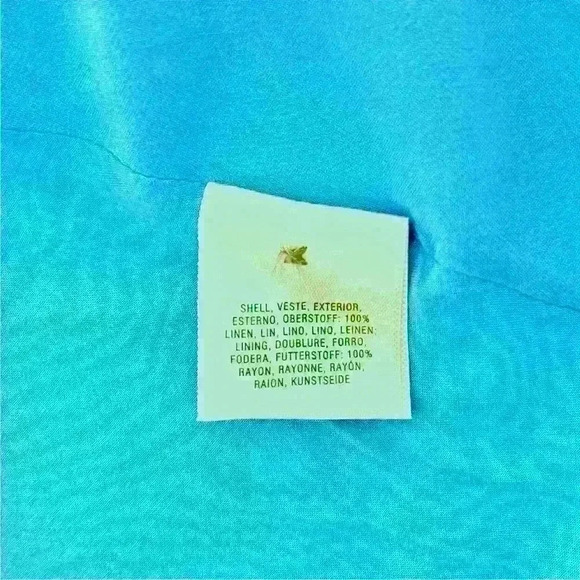 SHELL, VESTE, EXTERIOR,
ESTERNO, OBERSTOFF: 100%
LINEN, LIN, LINO, LINO, LEINEN:
LINING, DOUBLURE, FORRO,
FODERA, FUTTERSTOFF: 100%
RAYON, RAYONNE, RAYÓN,
RAION, KUNSTSEIDE